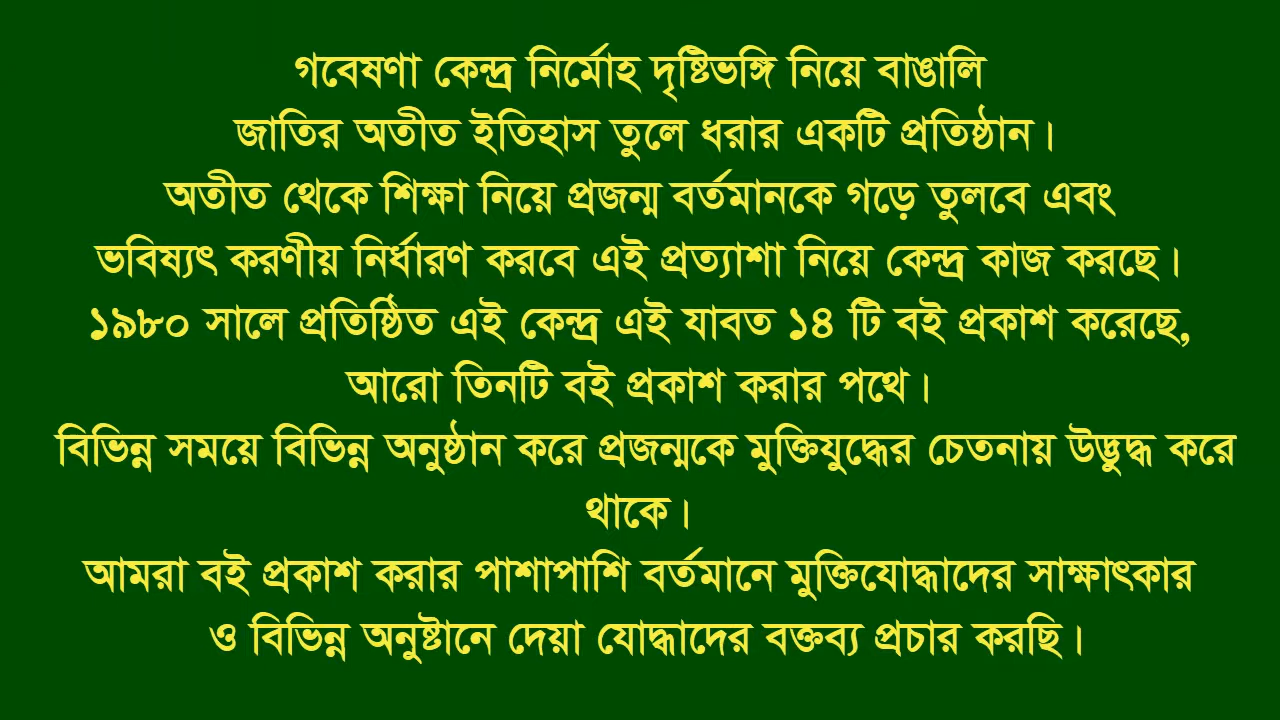 গবেষণা কেন্দ্র নির্মোহ দৃষ্টিভঙ্গি নিয়ে বাঙালি
জাতির অতীত ইতিহাস তুলে ধরার একটি প্রতিষ্ঠান।
অতীত থেকে শিক্ষা নিয়ে প্রজন্ম বর্তমানকে গড়ে তুলবে এবং
ভবিষ্যৎ করণীয় নির্ধারণ করবে এই প্রত্যাশা নিয়ে কেন্দ্র কাজ করছে।
১৯৮০ সালে প্রতিষ্ঠিত এই কেন্দ্র এই যাবত ১৪ টি বই প্রকাশ করেছে,
আরো তিনটি বই প্রকাশ করার পথে।
বিভিন্ন সময়ে বিভিন্ন অনুষ্ঠান করে প্রজন্মকে মুক্তিযুদ্ধের চেতনায় উদ্ভুদ্ধ করে
থাকে।
আমরা বই প্রকাশ করার পাশাপাশি বর্তমানে মুক্তিযোদ্ধাদের সাক্ষাৎকার
ও বিভিন্ন অনুষ্টানে দেয়া যোদ্ধাদের বক্তব্য প্রচার করছি।